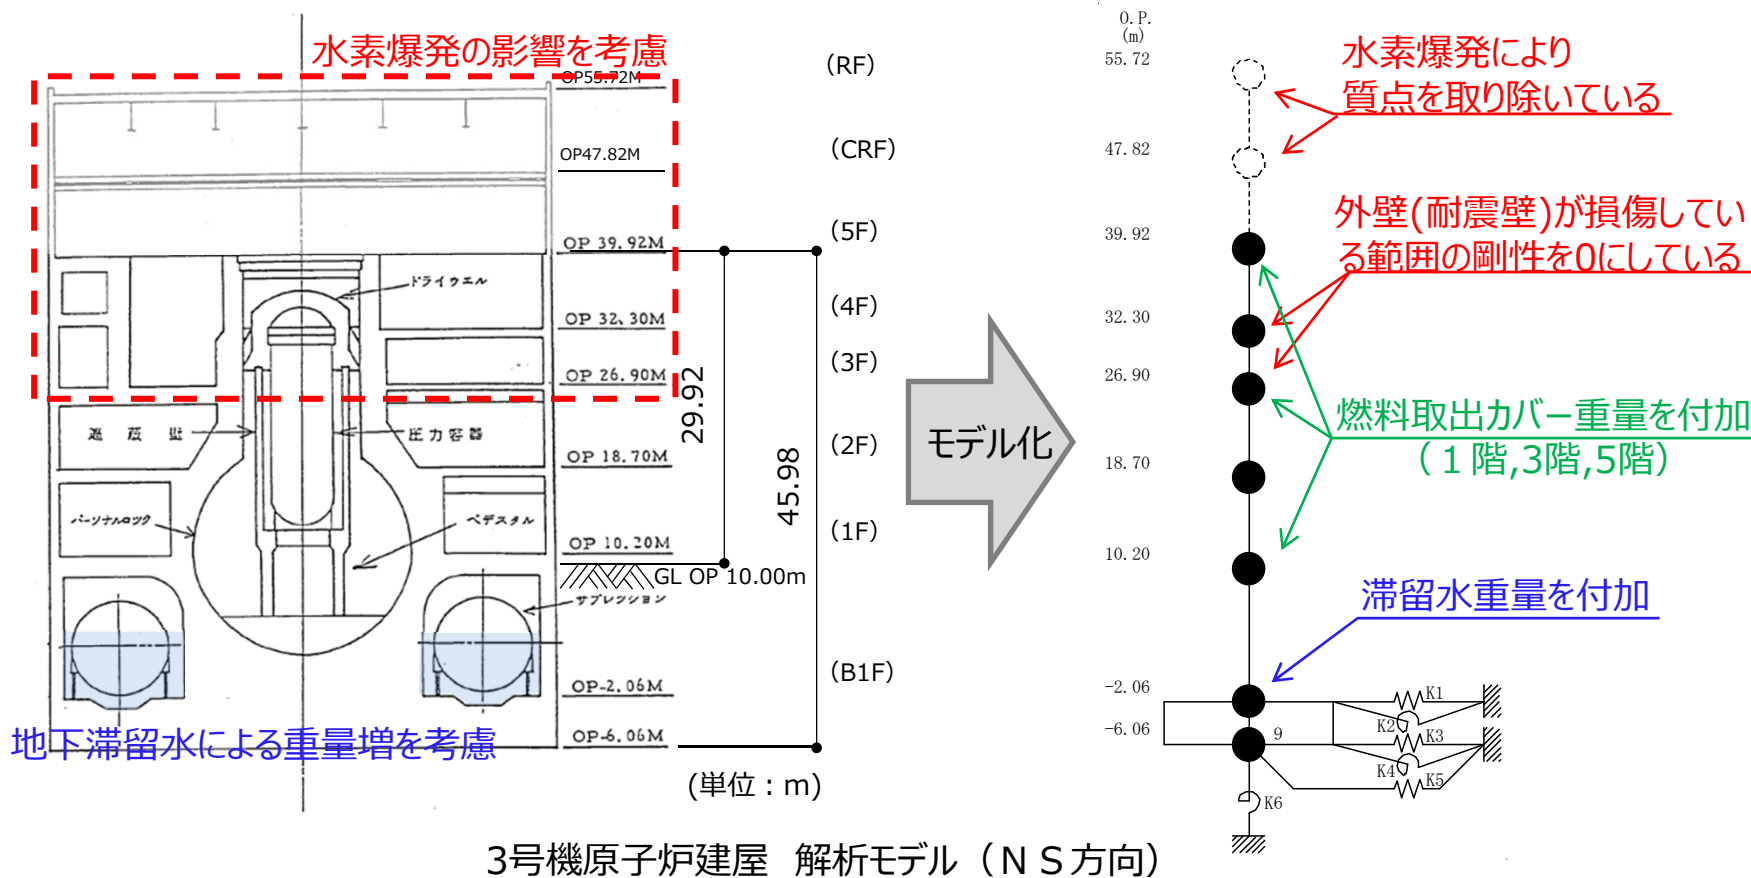 水素爆発の影響を考慮
OP55.72M
OP47.82M
OP 39.92M
ドライウエル
OP 32.30M
OP 26.90M
遮蔽壁
圧力容器
OP 18.70M
パーソナルロック
ペデスタル
OP 10.20M
GL OP 10.00m
サプレッション
OP-2.06M
OP-6.06M
地下滞留水による重量増を考慮
(RF)
(CRF)
(5F)
(4F)
(3F)
(2F)
(1F)
(B1F)
29.92
45.98
(単位：m)
モデル化
O.P.
(m)
55.72
47.82
39.92
32.30
26.90
18.70
10.20
-2.06
-6.06
水素爆発により
質点を取り除いている
外壁(耐震壁)が損傷してい
る範囲の剛性を0にしている
燃料取出カバー重量を付加
（１階,3階,5階）
滞留水重量を付加
K1
K2
K3
9
K4
K5
K6
3号機原子炉建屋 解析モデル（ＮＳ方向）